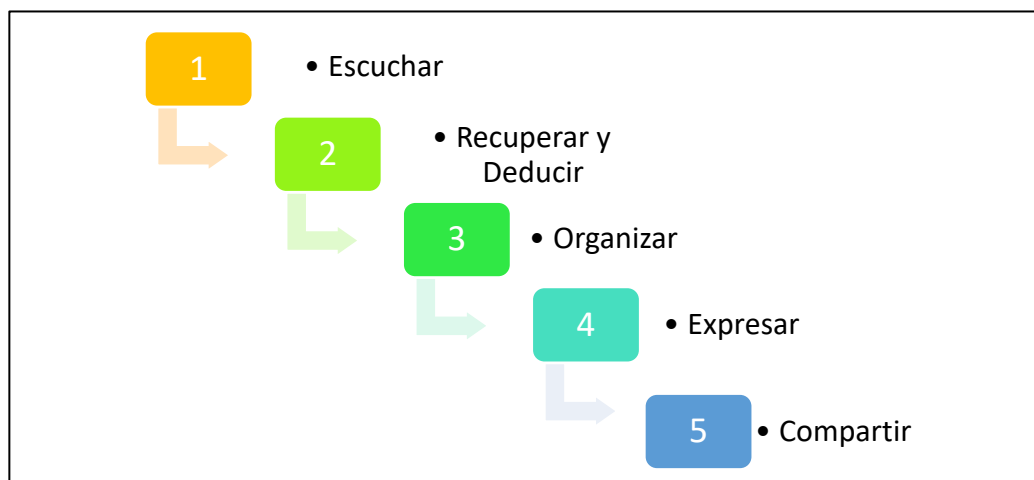 1
• Escuchar
2
• Recuperar y
Deducir
3
• Organizar
4
• Expresar
5
• Compartir